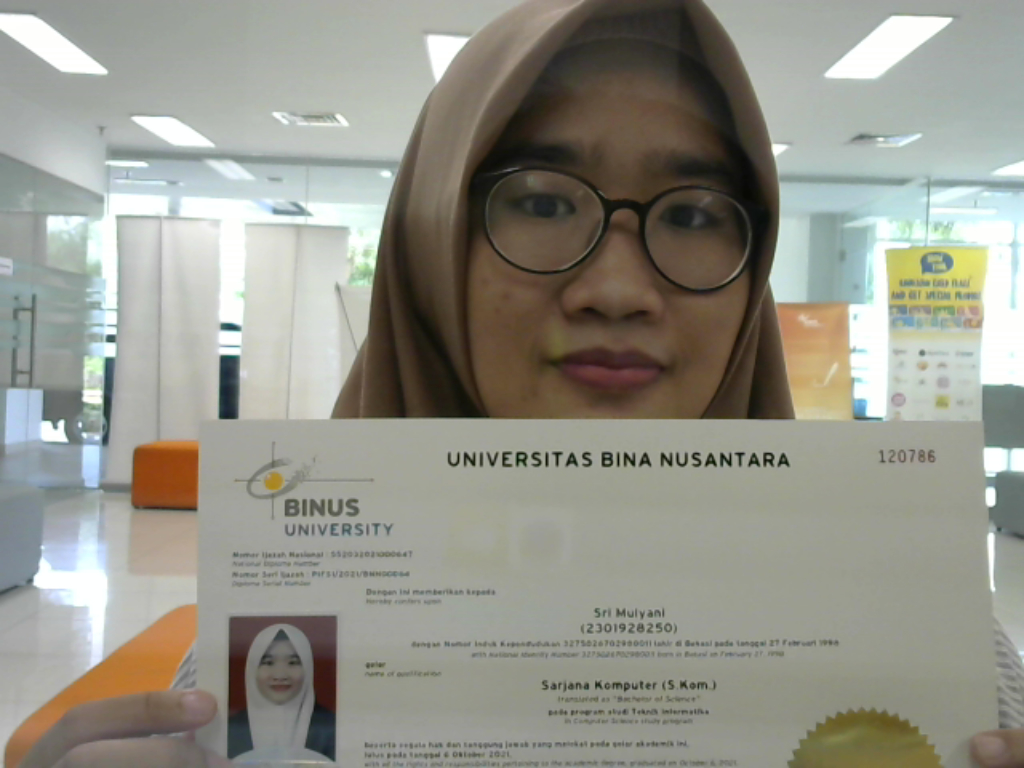 UNIVERSITAS BINA NUSANTARA
120786
BINUS
UNIVERSITY
Nomor Ijazah Nasional : 552032021000647
National Diploma Number
Nomor Seri Ijazah :
Diploma Serial Number
Dengan ini memberikan kepada
hereby confers upon
Sri Mulyani
(2301928250)
dengan Nomor Induk Kependudukan lahir di Bekasi pada tanggal 27 Februari 1998
with National Identity Number born in Bekasi on February 27, 1998
gelar
name of qualification
Sarjana Komputer (S.Kom.)
translated as "Bachelor of Science"
pada program studi Teknik Informatika
in Computer Science study program
Beserta segala hak dan tanggung jawab yang melekat pada gelar akademik ini,
lulus pada tanggal 6 Oktober 2021.
with all the rights and responsibilities pertaining to the academic degree, graduated on October 6, 2021.
AND GET SPECIAL